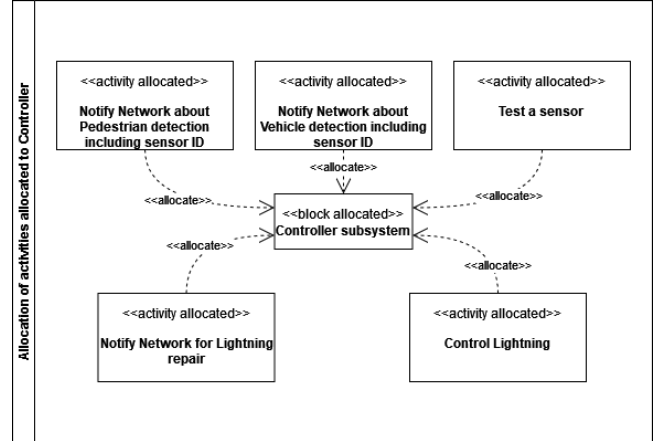 Allocation of activities allocated to Controller
<<activity allocated>>
Notify Network about
Pedestrian detection
including sensor ID
<<activity allocated>>
Notify Network about
Vehicle detection including
sensor ID
<<activity allocated>>
Test a sensor
<<allocate>>
<<allocate>>
<<allocate>>
<<block allocated>>
Controller subsystem
<<allocate>>
<<allocate>>
<<activity allocated>>
Notify Network for Lightning
repair
<<activity allocated>>
Control Lightning